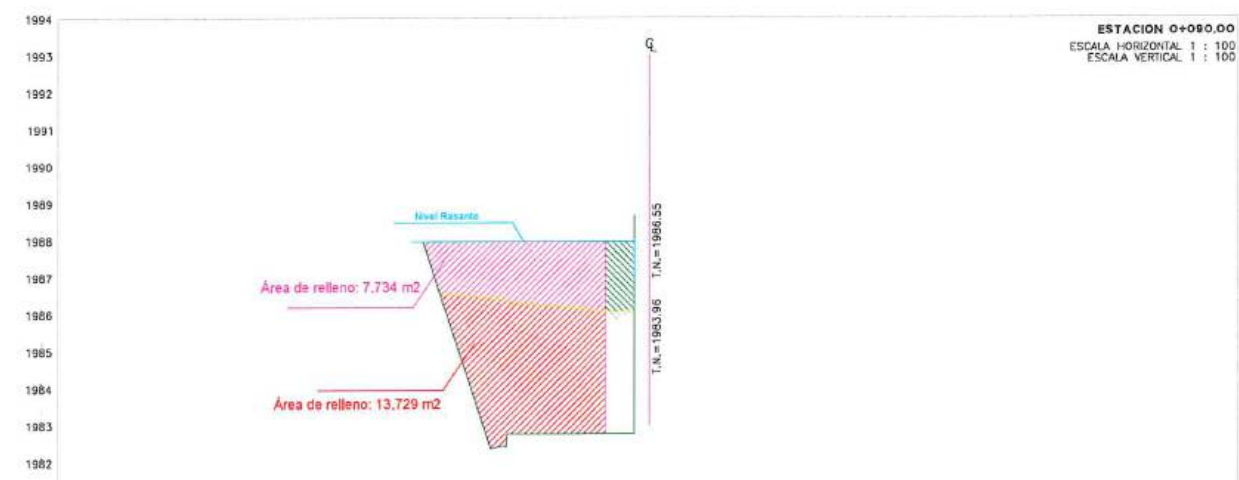 1994
ESTACION 0+090.00
ESCALA HORIZONTAL 1 : 100
ESCALA VERTICAL 1 : 100
℄
1993
1992
1991
1990
1989
Nivel Rasante
T.N.=1986.55
1988
1987
Área de relleno: 7,734 m2
1986
T.N.=1983.96
1985
1984
Área de relleno: 13,729 m2
1983
1982